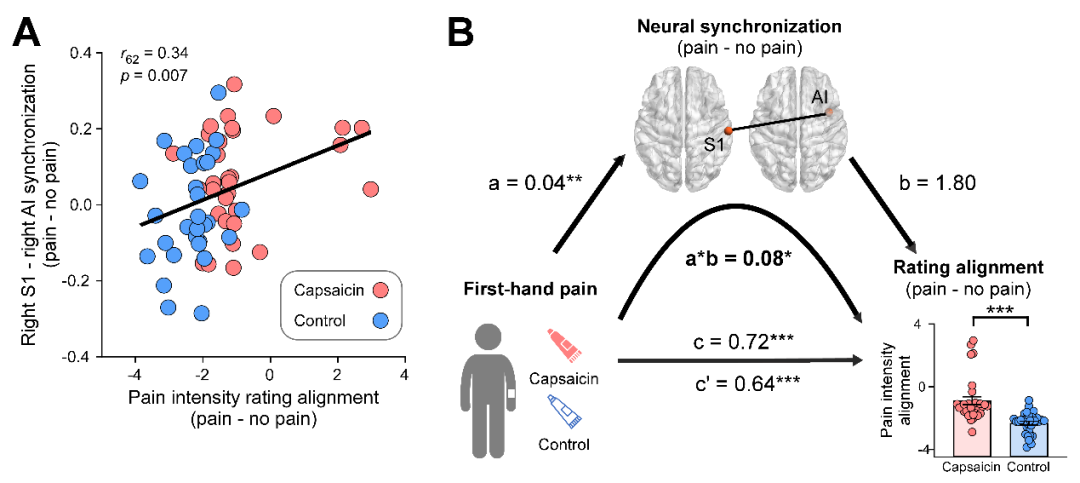 A
r62 = 0.34
p = 0.007
Right S1 - right AI synchronization
(pain - no pain)
0.4
0.2
0.0
-0.2
-0.4
Capsaicin
Control
-4
-2
0
2
4
Pain intensity rating alignment
(pain - no pain)
B
Neural synchronization
(pain - no pain)
AI
S1
a = 0.04**
b = 1.80
a*b = 0.08*
First-hand pain
Capsaicin
Control
c = 0.72***
c' = 0.64***
Rating alignment
(pain - no pain)
***
Pain intensity
alignment
4
0
-4
Capsaicin
Control